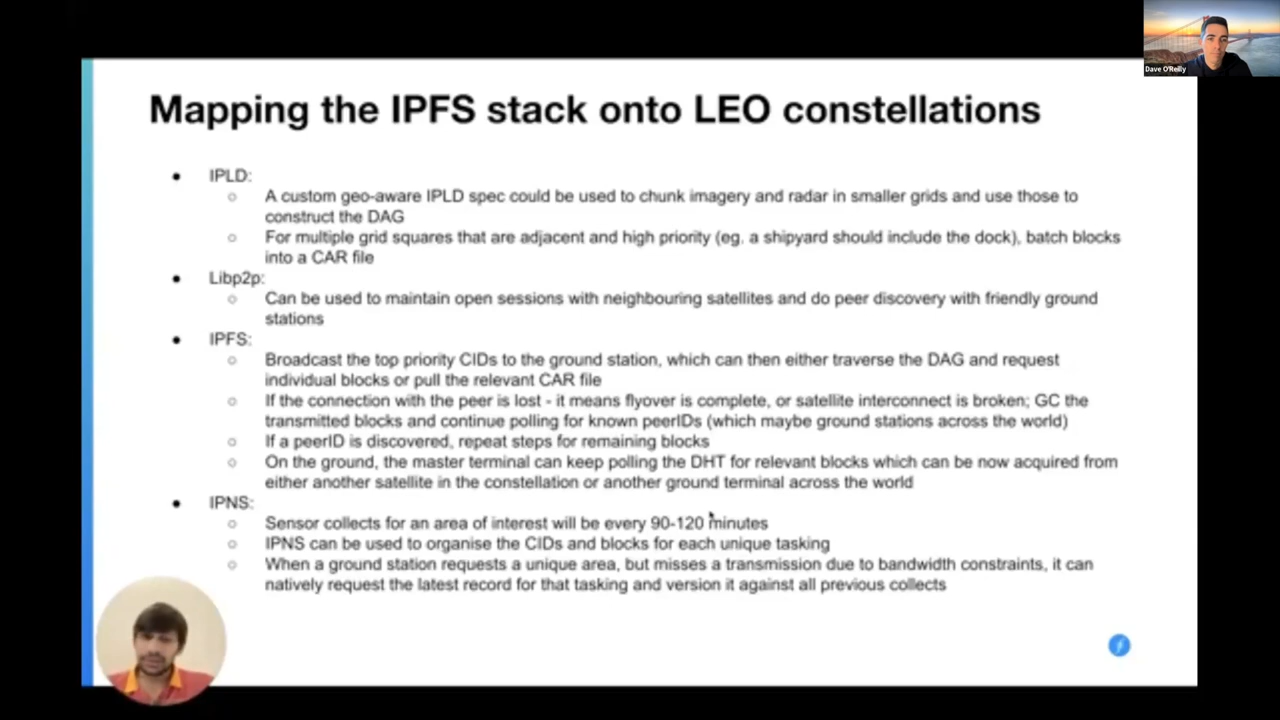 Dave O'Reilly
Mapping the IPFS stack onto LEO constellations
● IPLD:
○ A custom geo-aware IPLD spec could be used to chunk imagery and radar in smaller grids and use those to
construct the DAG
○ For multiple grid squares that are adjacent and high priority (eg. a shipyard should include the dock), batch blocks
into a CAR file
● Libp2p:
○ Can be used to maintain open sessions with neighbouring satellites and do peer discovery with friendly ground
stations
● IPFS:
○ Broadcast the top priority CIDs to the ground station, which can then either traverse the DAG and request
individual blocks or pull the relevant CAR file
○ If the connection with the peer is lost - it means flyover is complete, or satellite interconnect is broken; GC the
transmitted blocks and continue polling for known peerIDs (which maybe ground stations across the world)
○ If a peerID is discovered, repeat steps for remaining blocks
○ On the ground, the master terminal can keep polling the DHT for relevant blocks which can be now acquired from
either another satellite in the constellation or another ground terminal across the world
● IPNS:
○ Sensor collects for an area of interest will be every 90-120 minutes
○ IPNS can be used to organise the CIDs and blocks for each unique tasking
○ When a ground station requests a unique area, but misses a transmission due to bandwidth constraints, it can
natively request the latest record for that tasking and version it against all previous collects